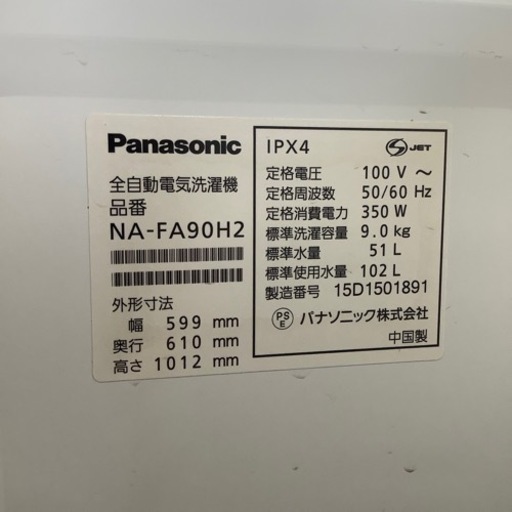 Panasonic
全自動電気洗濯機
品番
NA-FA90H2
外形寸法
幅 599 mm
奥行 610 mm
高さ 1012 mm
IPX4
S JET
定格電圧 100 V ～
定格周波数 50/60 Hz
定格消費電力 350 W
標準洗濯容量 9.0 kg
標準水量 51 L
標準使用水量 102 L
製造番号 15D1501891
PSE パナソニック株式会社
中国製